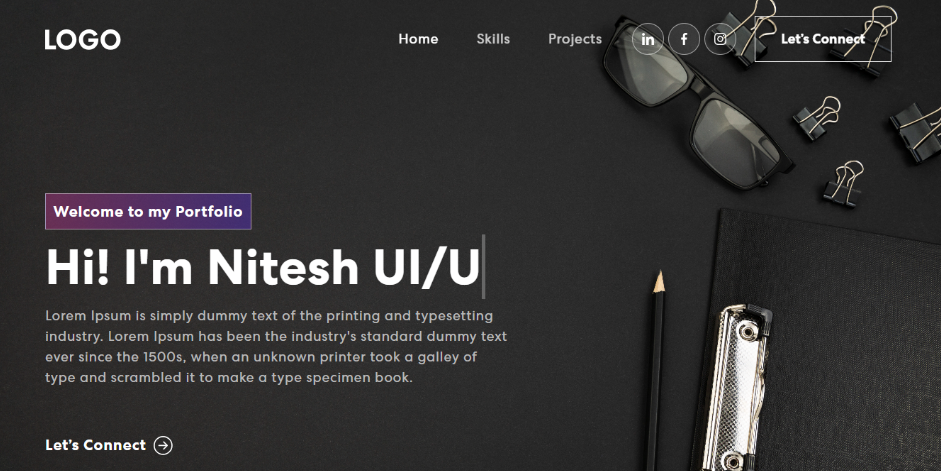 LOGO
Home Skills Projects in f Let's Connect
Welcome to my Portfolio
Hi! I'm Nitesh UI/U
Lorem Ipsum is simply dummy text of the printing and typesetting
industry. Lorem Ipsum has been the industry's standard dummy text
ever since the 1500s, when an unknown printer took a galley of
type and scrambled it to make a type specimen book.
Let's Connect